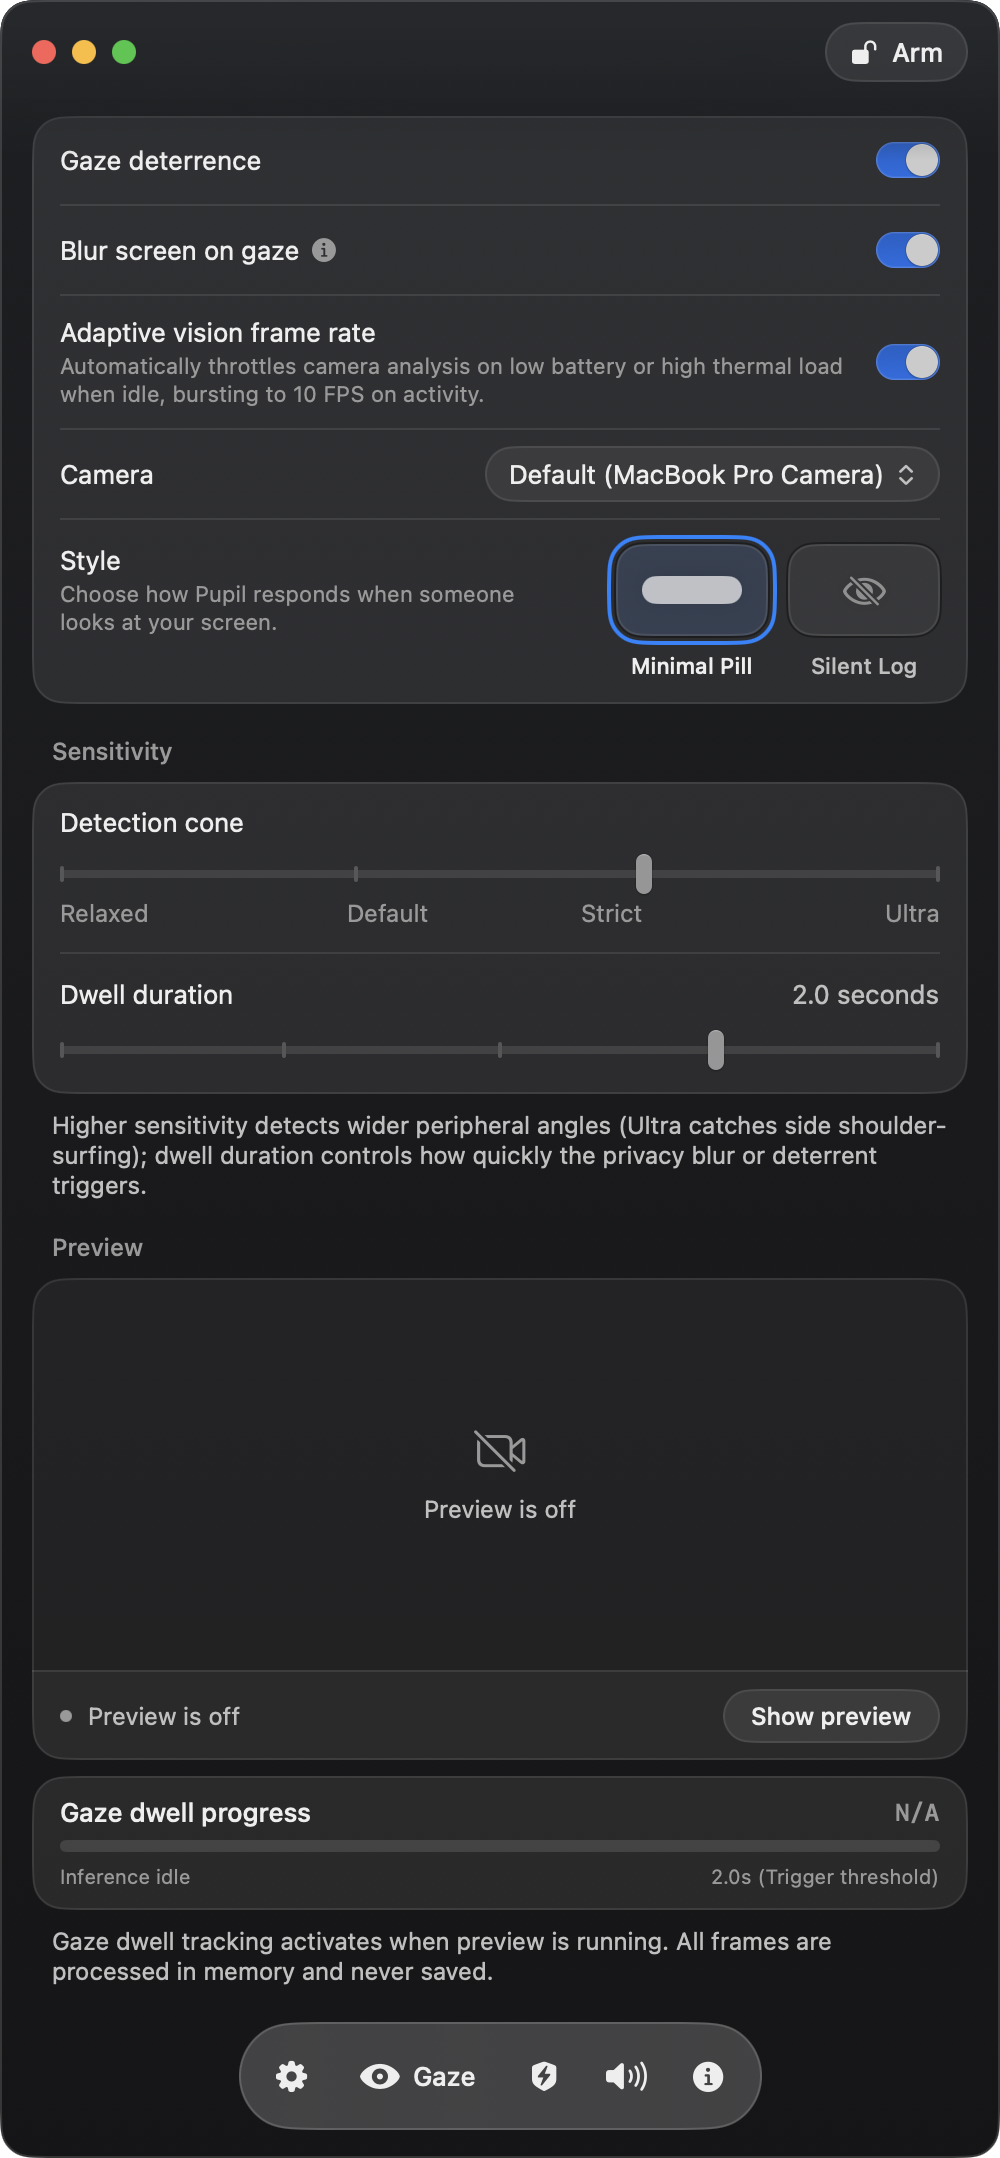 Arm
Gaze deterrence
Blur screen on gaze
Adaptive vision frame rate
Automatically throttles camera analysis on low battery or high thermal load
when idle, bursting to 10 FPS on activity.
Camera
Default (MacBook Pro Camera)
Style
Choose how Pupil responds when someone
looks at your screen.
Minimal Pill
Silent Log
Sensitivity
Detection cone
Relaxed
Default
Strict
Ultra
Dwell duration
2.0 seconds
Higher sensitivity detects wider peripheral angles (Ultra catches side shoulder-
surfing); dwell duration controls how quickly the privacy blur or deterrent
triggers.
Preview
Preview is off
Preview is off
Show preview
Gaze dwell progress
N/A
Inference idle
2.0s (Trigger threshold)
Gaze dwell tracking activates when preview is running. All frames are
processed in memory and never saved.
Gaze